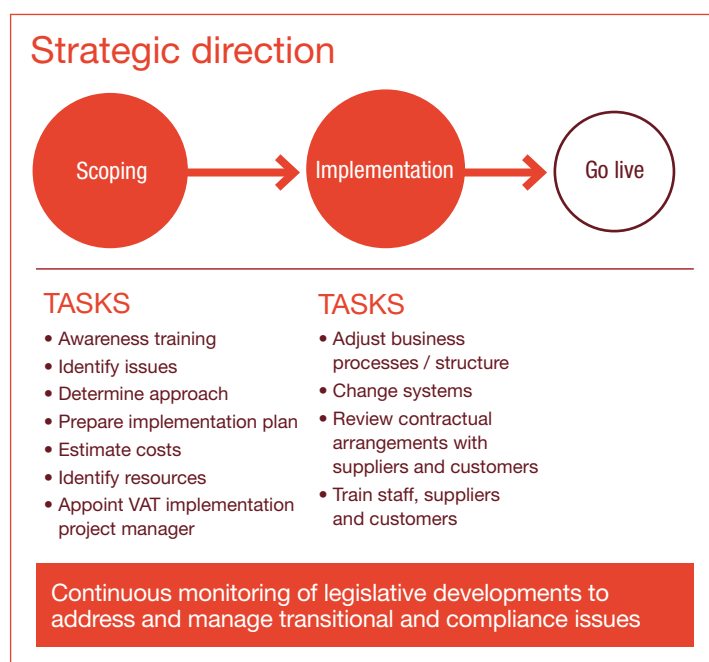 Strategic direction
Scoping
Implementation
Go live
TASKS
• Awareness training
• Identify issues
• Determine approach
• Prepare implementation plan
• Estimate costs
• Identify resources
• Appoint VAT implementation
project manager
TASKS
• Adjust business
processes / structure
• Change systems
• Review contractual
arrangements with
suppliers and customers
• Train staff, suppliers
and customers
Continuous monitoring of legislative developments to
address and manage transitional and compliance issues